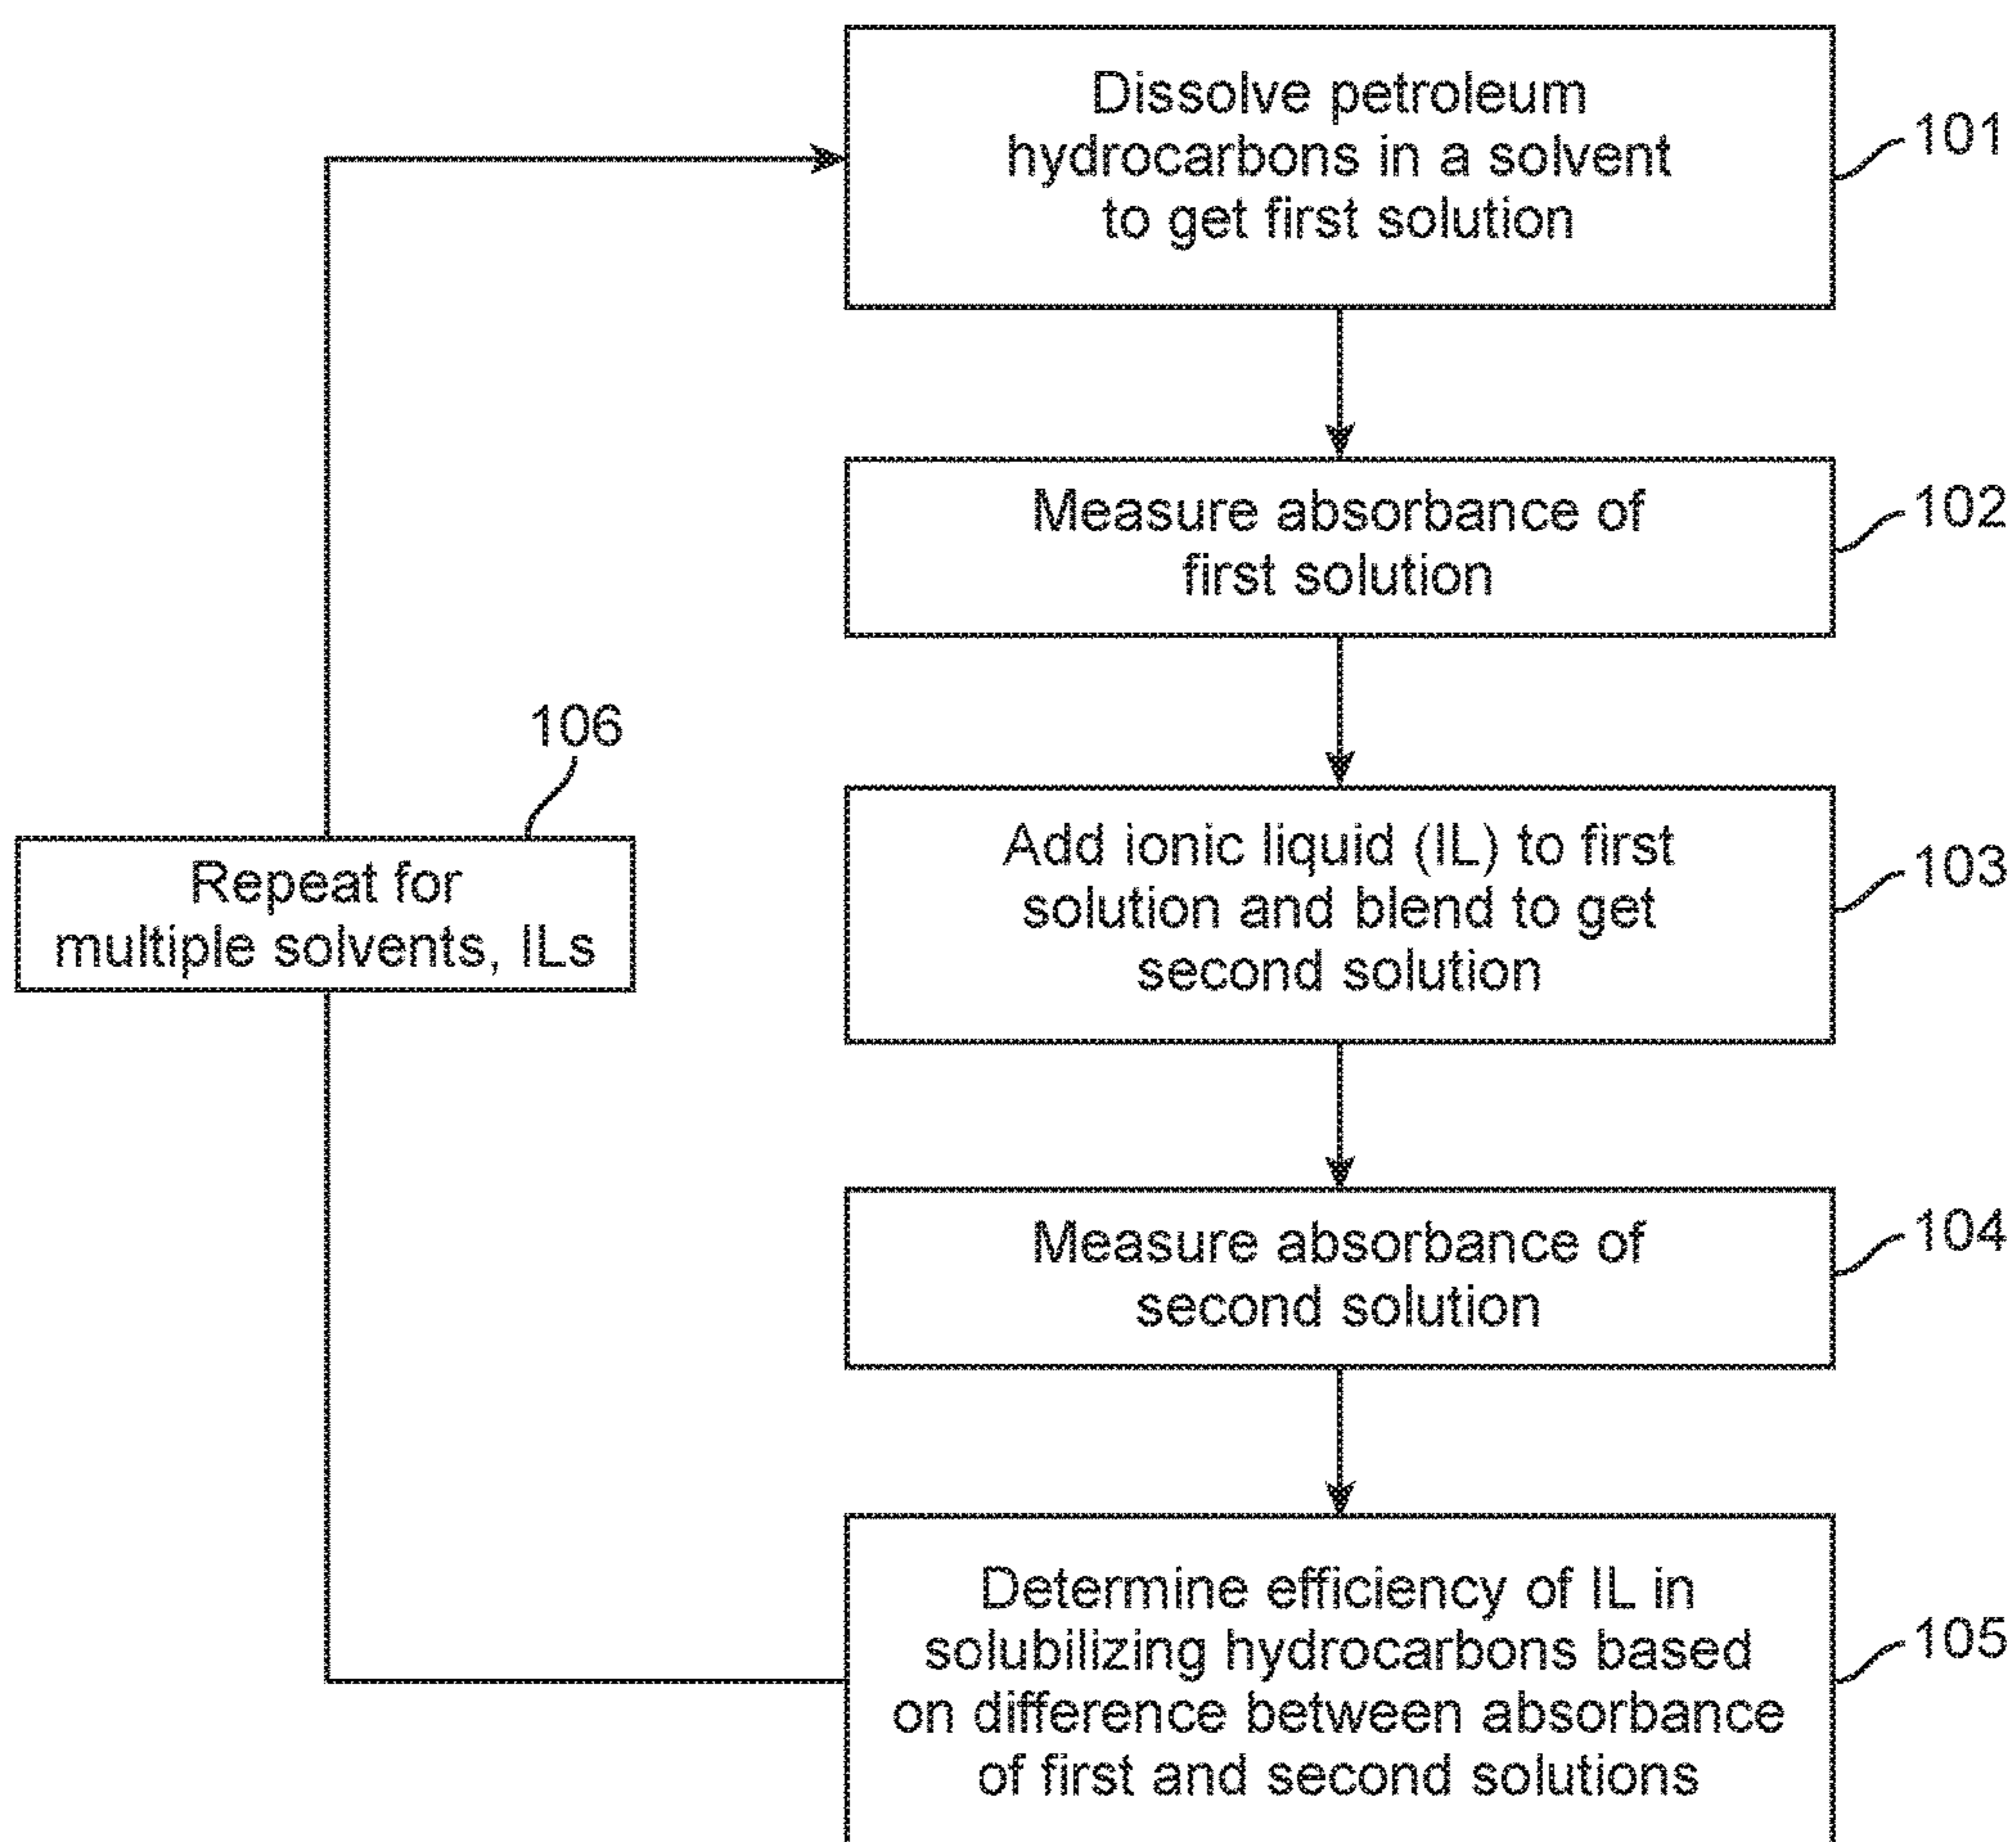 Dissolve petroleum
hydrocarbons in a solvent
to get first solution
101
Measure absorbance of
first solution
102
106
Repeat for
multiple solvents, ILs
Add ionic liquid (IL) to first
solution and blend to get
second solution
103
Measure absorbance of
second solution
104
Determine efficiency of IL in
solubilizing hydrocarbons based
on difference between absorbance
of first and second solutions
105